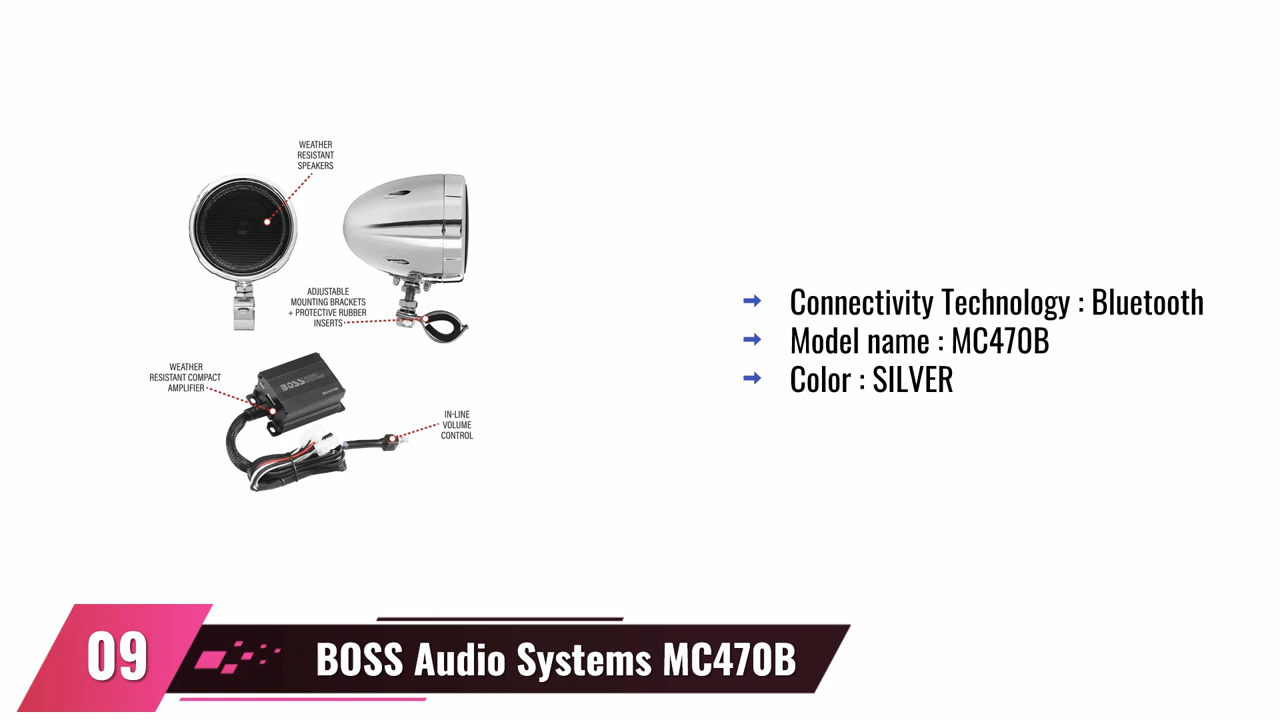 WEATHER
RESISTANT
SPEAKERS
ADJUSTABLE
MOUNTING BRACKETS
+ PROTECTIVE RUBBER
INSERTS
WEATHER
RESISTANT COMPACT
AMPLIFIER
BOSS
IN-LINE
VOLUME
CONTROL
Connectivity Technology : Bluetooth
Model name : MC470B
Color : SILVER
09
BOSS Audio Systems MC470B